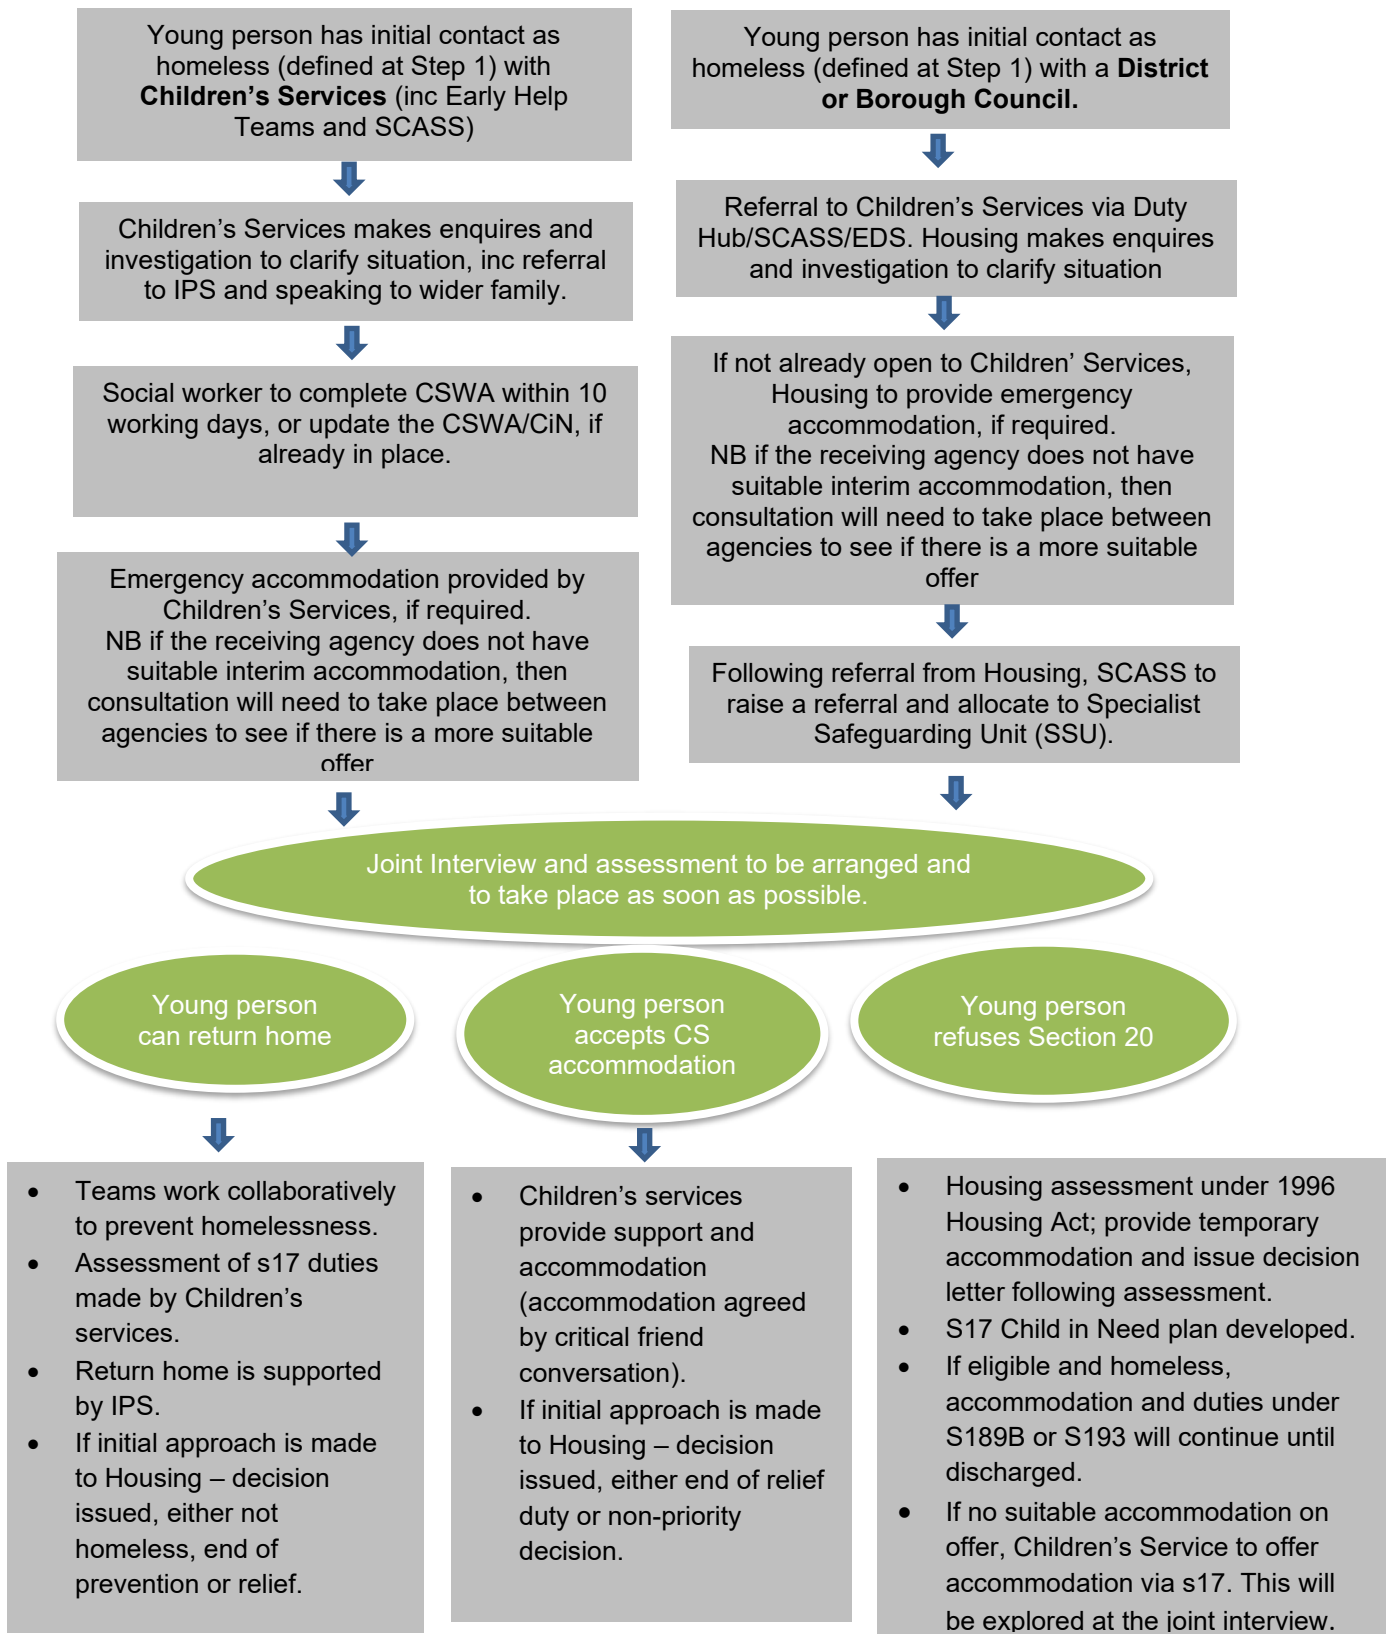 Young person has initial contact as
homeless (defined at Step 1) with
Children’s Services (inc Early Help
Teams and SCASS)
Children’s Services makes enquires and
investigation to clarify situation, inc referral
to IPS and speaking to wider family.
Social worker to complete CSWA within 10
working days, or update the CSWA/CiN, if
already in place.
Emergency accommodation provided by
Children’s Services, if required.
NB if the receiving agency does not have
suitable interim accommodation, then
consultation will need to take place between
agencies to see if there is a more suitable
offer
Young person has initial contact as
homeless (defined at Step 1) with a District
or Borough Council.
Referral to Children’s Services via Duty
Hub/SCASS/EDS. Housing makes enquires
and investigation to clarify situation
If not already open to Children’ Services,
Housing to provide emergency
accommodation, if required.
NB if the receiving agency does not have
suitable interim accommodation, then
consultation will need to take place between
agencies to see if there is a more suitable
offer
Following referral from Housing, SCASS to
raise a referral and allocate to Specialist
Safeguarding Unit (SSU).
Joint Interview and assessment to be arranged and
to take place as soon as possible.
Young person
can return home
Young person
accepts CS
accommodation
Young person
refuses Section 20
• Teams work collaboratively
to prevent homelessness.
• Assessment of s17 duties
made by Children’s
services.
• Return home is supported
by IPS.
• If initial approach is made
to Housing – decision
issued, either not
homeless, end of
prevention or relief.
• Children’s services
provide support and
accommodation
(accommodation agreed
by critical friend
conversation).
• If initial approach is made
to Housing – decision
issued, either end of relief
duty or non-priority
decision.
• Housing assessment under 1996
Housing Act; provide temporary
accommodation and issue decision
letter following assessment.
• S17 Child in Need plan developed.
• If eligible and homeless,
accommodation and duties under
S189B or S193 will continue until
discharged.
• If no suitable accommodation on
offer, Children’s Service to offer
accommodation via s17. This will
be explored at the joint interview.